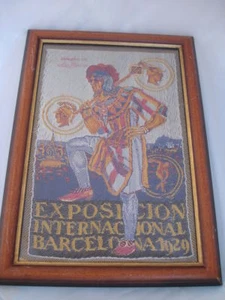 EXPOSICION
INTERNACIONAL
BARCELONA 1929